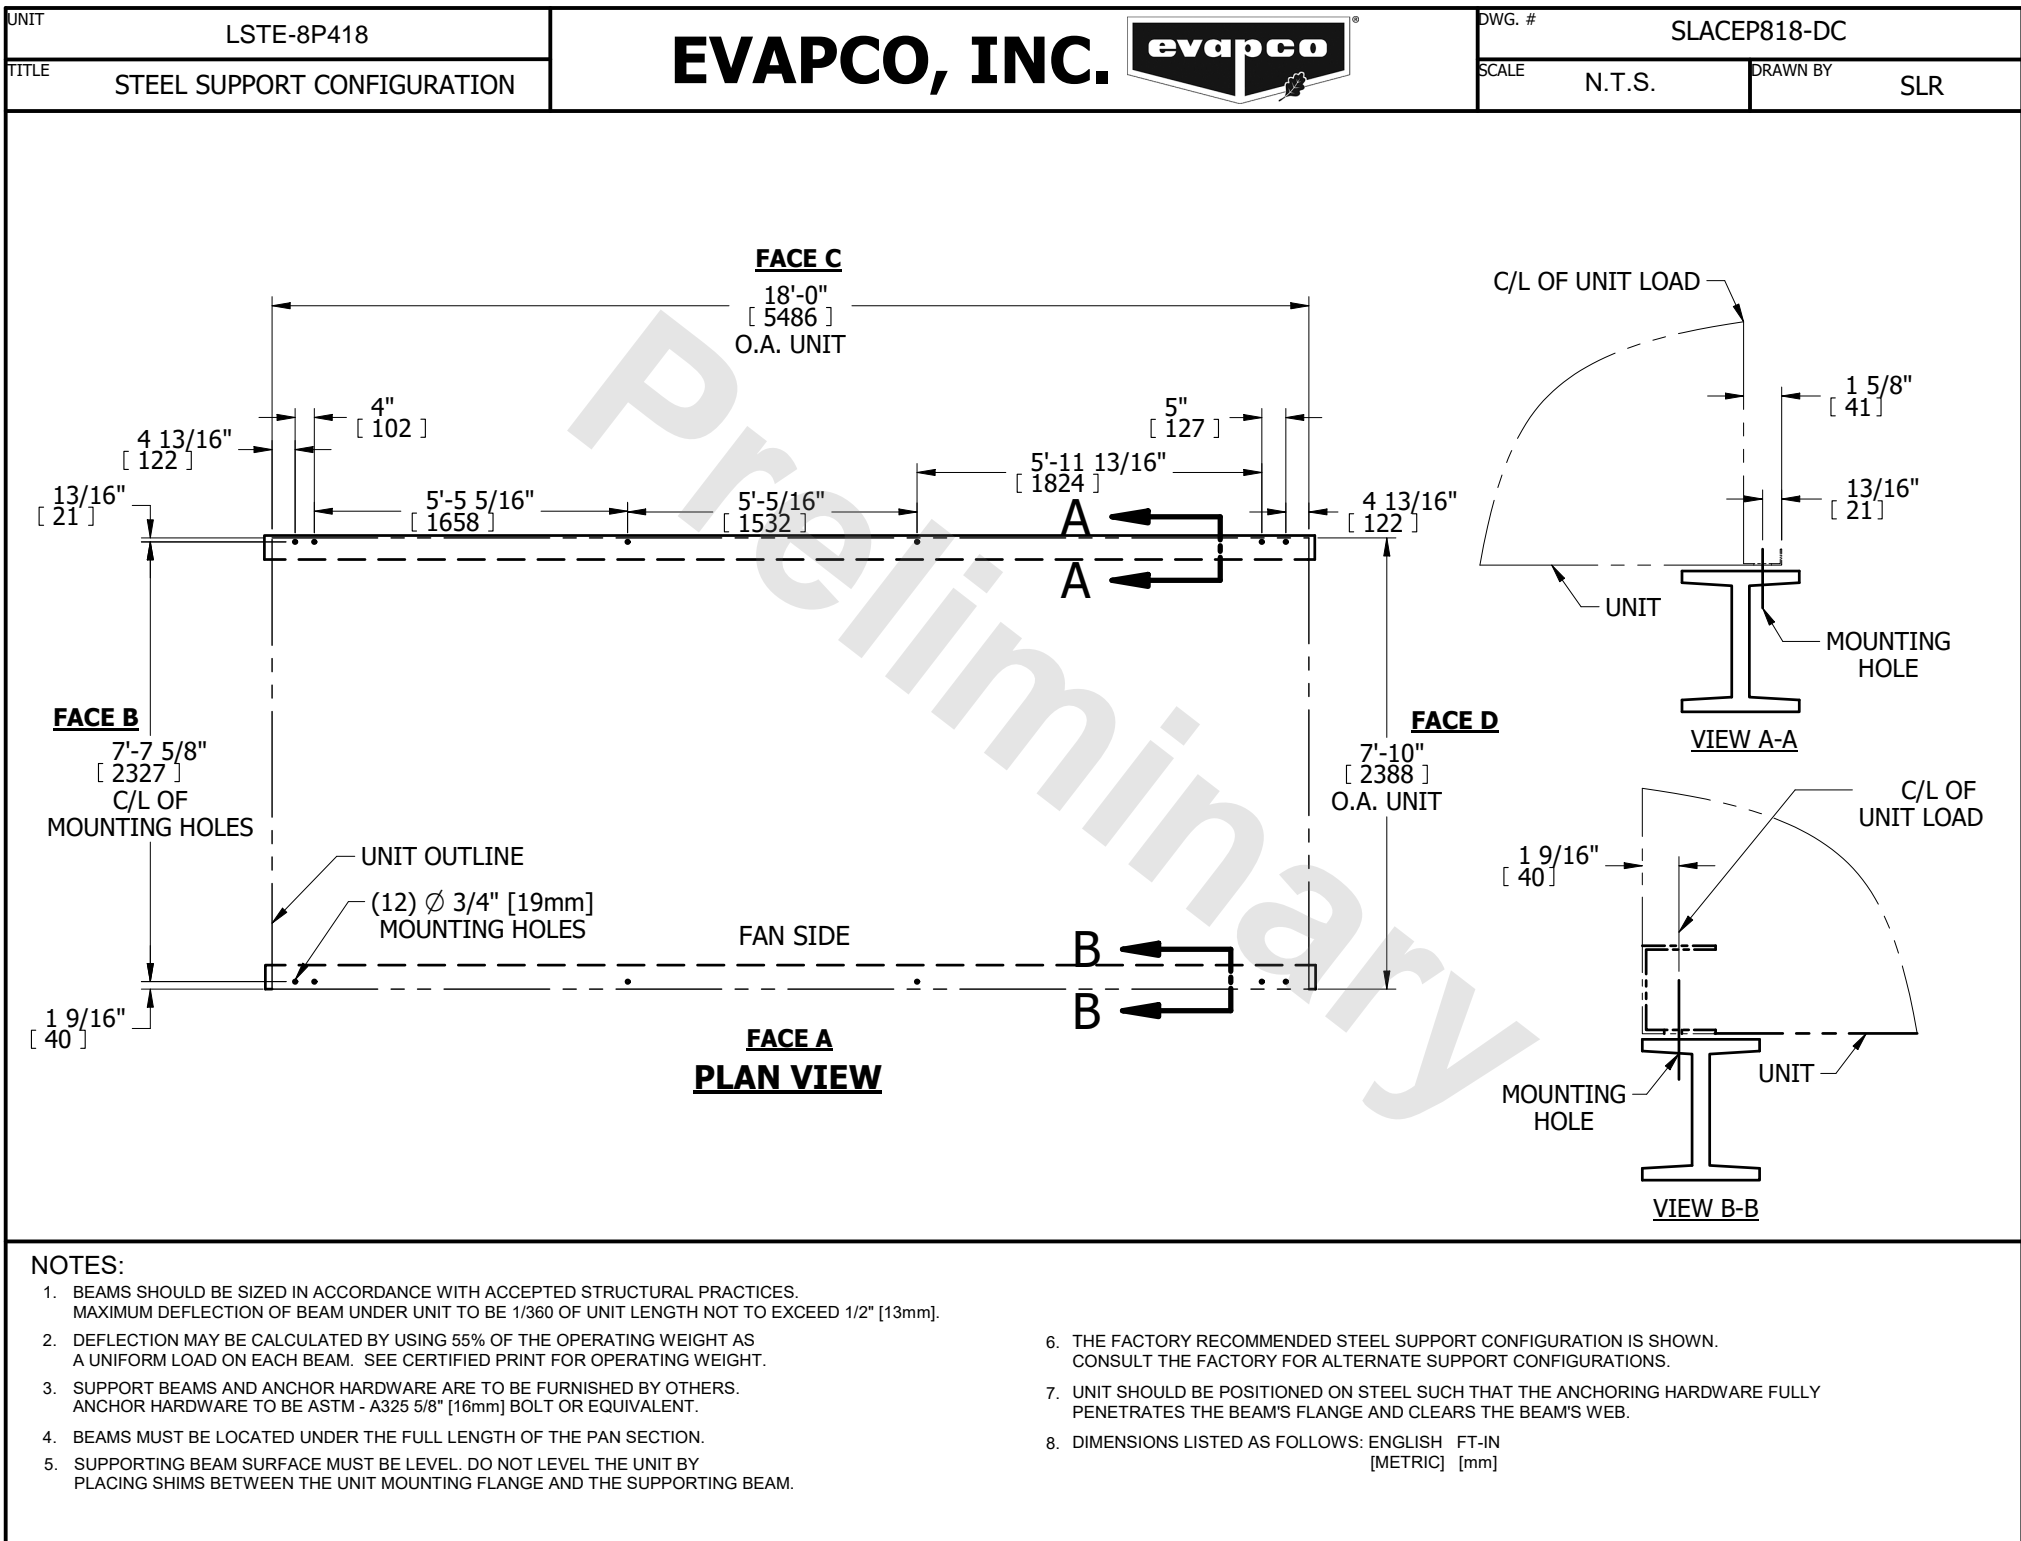 UNIT
LSTE-8P418
TITLE
STEEL SUPPORT CONFIGURATION
EVAPCO, INC.
evapco
®
DWG. #
SLACEP818-DC
SCALE
N.T.S.
DRAWN BY
SLR
FACE C
18'-0"
[ 5486 ]
O.A. UNIT
4"
[ 102 ]
5"
[ 127 ]
4 13/16"
[ 122 ]
5'-11 13/16"
[ 1824 ]
13/16"
[ 21 ]
5'-5 5/16"
[ 1658 ]
5'-5/16"
[ 1532 ]
4 13/16"
[ 122 ]
A
A
FACE B
7'-7 5/8"
[ 2327 ]
C/L OF
MOUNTING HOLES
FACE D
7'-10"
[ 2388 ]
O.A. UNIT
UNIT OUTLINE
(12) ∅ 3/4" [19mm]
MOUNTING HOLES
FAN SIDE
B
B
1 9/16"
[ 40 ]
FACE A
PLAN VIEW
Preliminary
C/L OF UNIT LOAD
1 5/8"
[ 41 ]
13/16"
[ 21 ]
UNIT
MOUNTING
HOLE
VIEW A-A
C/L OF
UNIT LOAD
1 9/16"
[ 40 ]
UNIT
MOUNTING
HOLE
VIEW B-B
NOTES:
1. BEAMS SHOULD BE SIZED IN ACCORDANCE WITH ACCEPTED STRUCTURAL PRACTICES.
MAXIMUM DEFLECTION OF BEAM UNDER UNIT TO BE 1/360 OF UNIT LENGTH NOT TO EXCEED 1/2" [13mm].
2. DEFLECTION MAY BE CALCULATED BY USING 55% OF THE OPERATING WEIGHT AS
A UNIFORM LOAD ON EACH BEAM. SEE CERTIFIED PRINT FOR OPERATING WEIGHT.
3. SUPPORT BEAMS AND ANCHOR HARDWARE ARE TO BE FURNISHED BY OTHERS.
ANCHOR HARDWARE TO BE ASTM - A325 5/8" [16mm] BOLT OR EQUIVALENT.
4. BEAMS MUST BE LOCATED UNDER THE FULL LENGTH OF THE PAN SECTION.
5. SUPPORTING BEAM SURFACE MUST BE LEVEL. DO NOT LEVEL THE UNIT BY
PLACING SHIMS BETWEEN THE UNIT MOUNTING FLANGE AND THE SUPPORTING BEAM.
6. THE FACTORY RECOMMENDED STEEL SUPPORT CONFIGURATION IS SHOWN.
CONSULT THE FACTORY FOR ALTERNATE SUPPORT CONFIGURATIONS.
7. UNIT SHOULD BE POSITIONED ON STEEL SUCH THAT THE ANCHORING HARDWARE FULLY
PENETRATES THE BEAM'S FLANGE AND CLEARS THE BEAM'S WEB.
8. DIMENSIONS LISTED AS FOLLOWS: ENGLISH FT-IN
[METRIC] [mm]